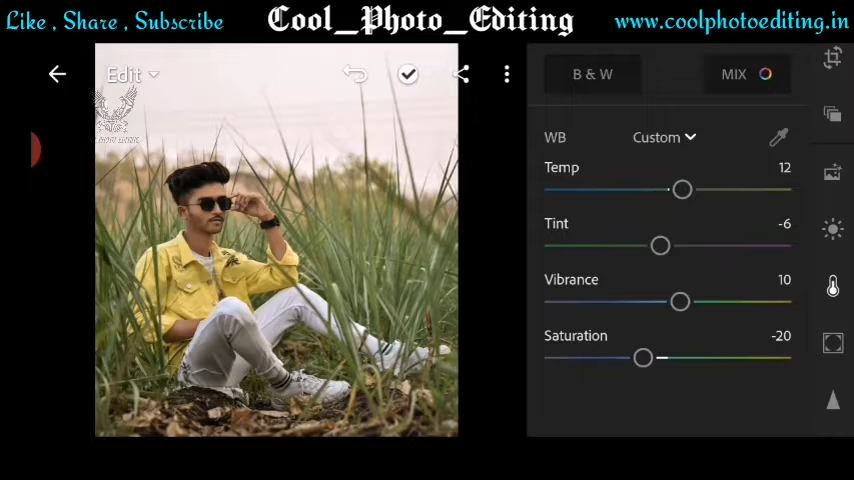 Like , Share , Subscribe
Cool_Photo_Editing
www.coolphotoediting.in
Edit
B & W
MIX
WB
Custom
Temp
12
Tint
-6
Vibrance
10
Saturation
-20